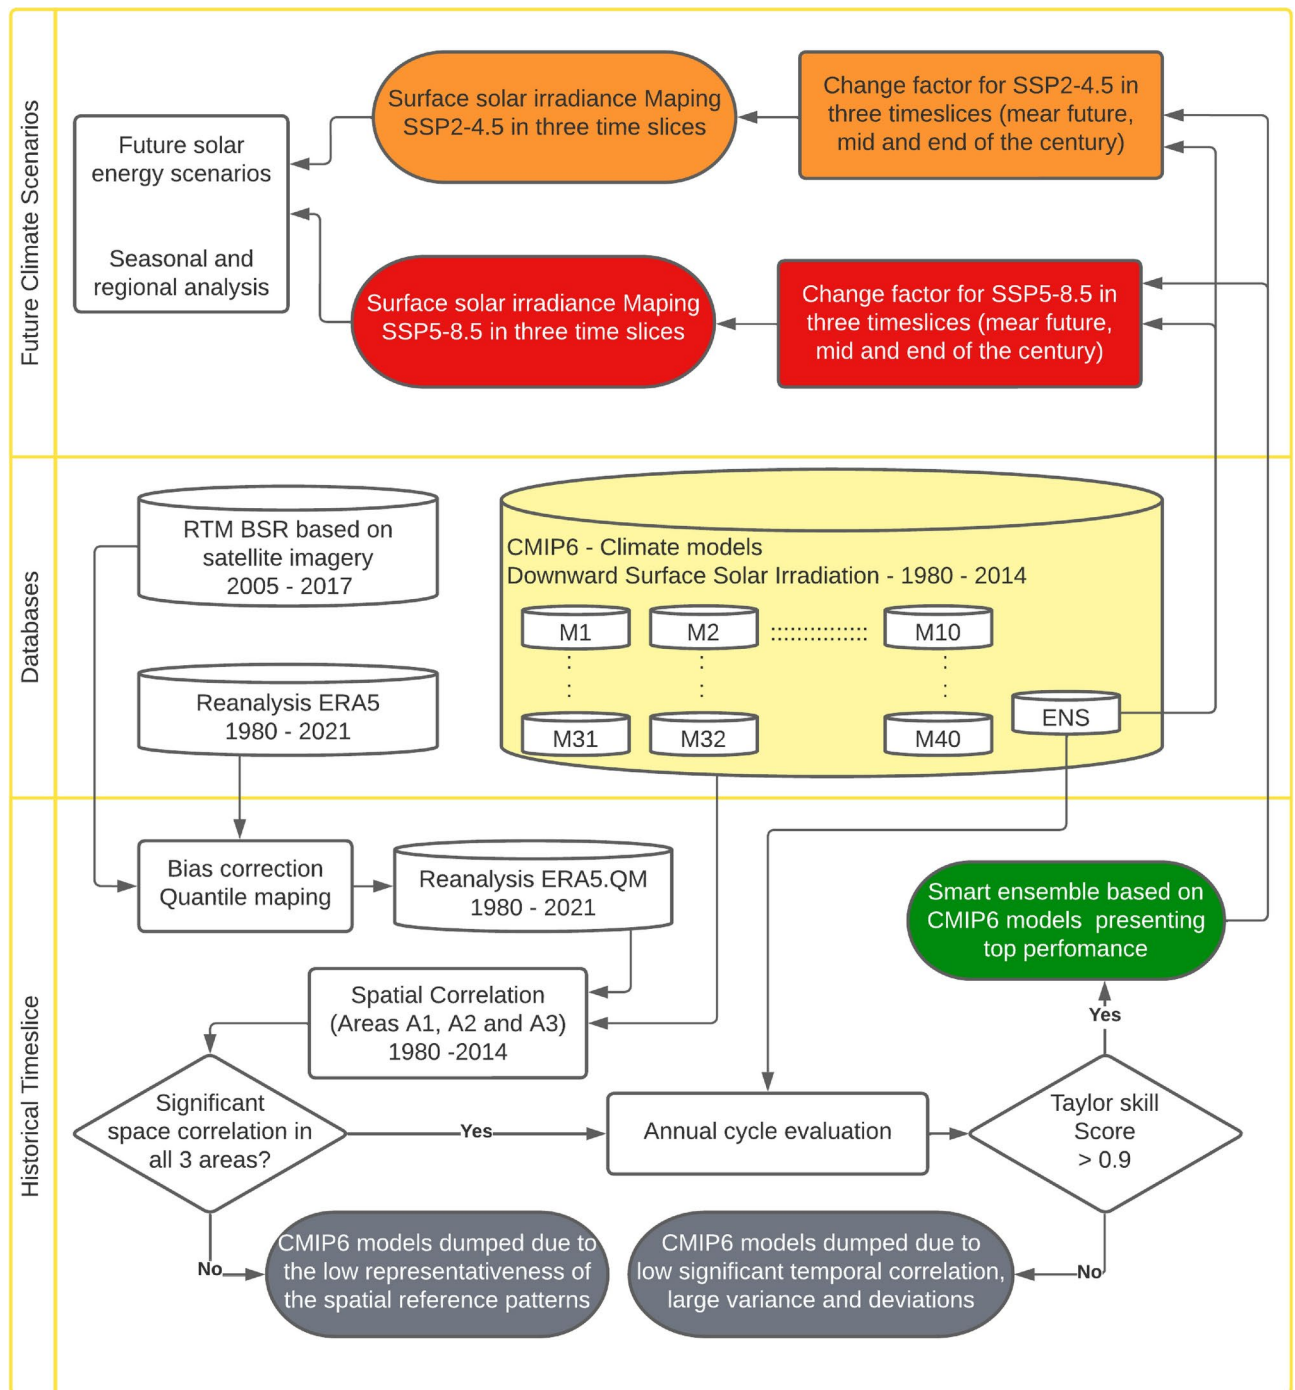 Future Climate Scenarios
Surface solar irradiance Maping
SSP2-4.5 in three time slices
Change factor for SSP2-4.5 in
three timeslices (mear future,
mid and end of the century)
Future solar
energy scenarios
Seasonal and
regional analysis
Surface solar irradiance Maping
SSP5-8.5 in three time slices
Change factor for SSP5-8.5 in
three timeslices (mear future,
mid and end of the century)
Databases
RTM BSR based on
satellite imagery
2005 - 2017
Reanalysis ERA5
1980 - 2021
CMIP6 - Climate models
Downward Surface Solar Irradiation - 1980 - 2014
M1
M2
M10
M31
M32
M40
ENS
Historical Timeslice
Bias correction
Quantile maping
Reanalysis ERA5.QM
1980 - 2021
Smart ensemble based on
CMIP6 models  presenting
top perfomance
Spatial Correlation
(Areas A1, A2 and A3)
1980 -2014
Yes
Significant
space correlation in
all 3 areas?
Yes
Annual cycle evaluation
Taylor skill
Score
> 0.9
No
CMIP6 models dumped due to
the low representativeness of
the spatial reference patterns
CMIP6 models dumped due to
low significant temporal correlation,
large variance and deviations
No